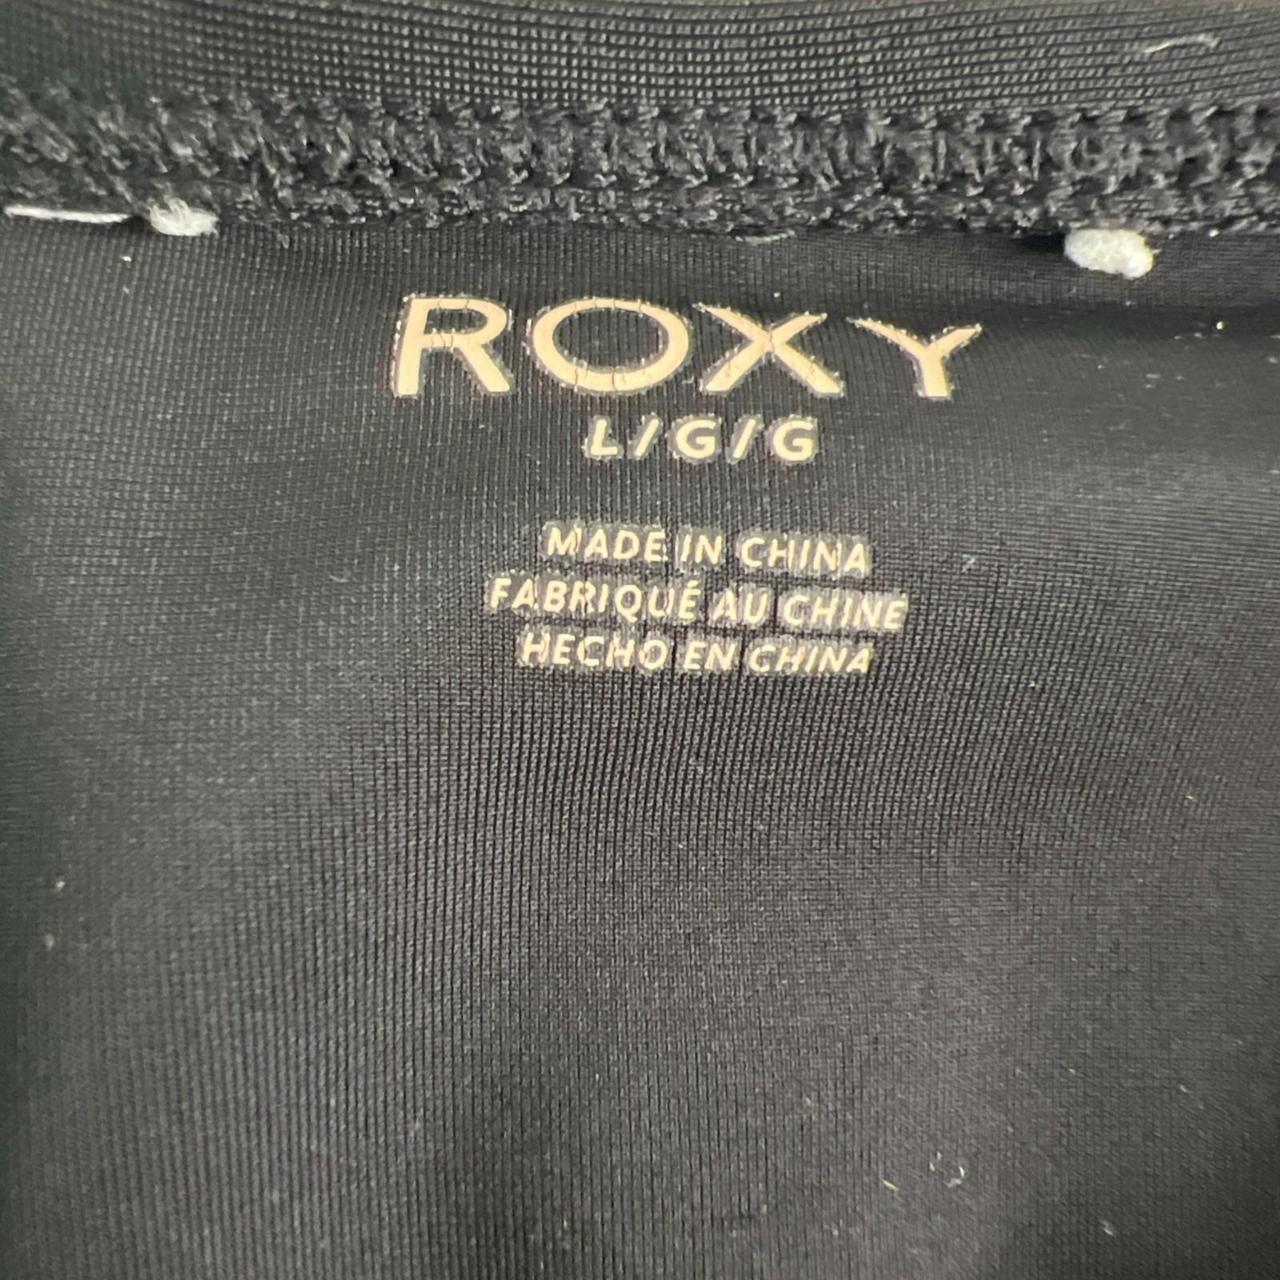 ROXY
L/G/G
MADE IN CHINA
FABRIQUÉ AU CHINE
HECHO EN CHINA